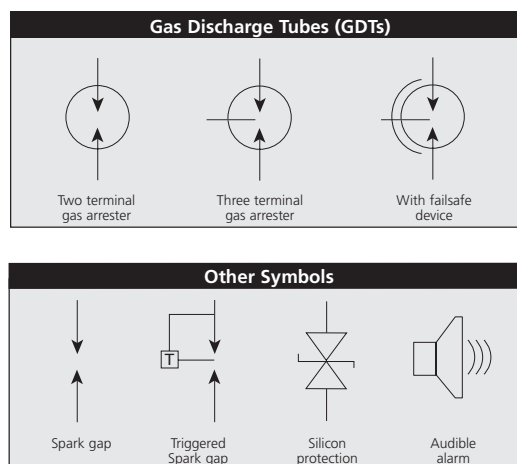 Gas Discharge Tubes (GDTs)
Two terminal
gas arrester
Three terminal
gas arrester
With failsafe
device
Other Symbols
T
Spark gap
Triggered
Spark gap
Silicon
protection
Audible
alarm